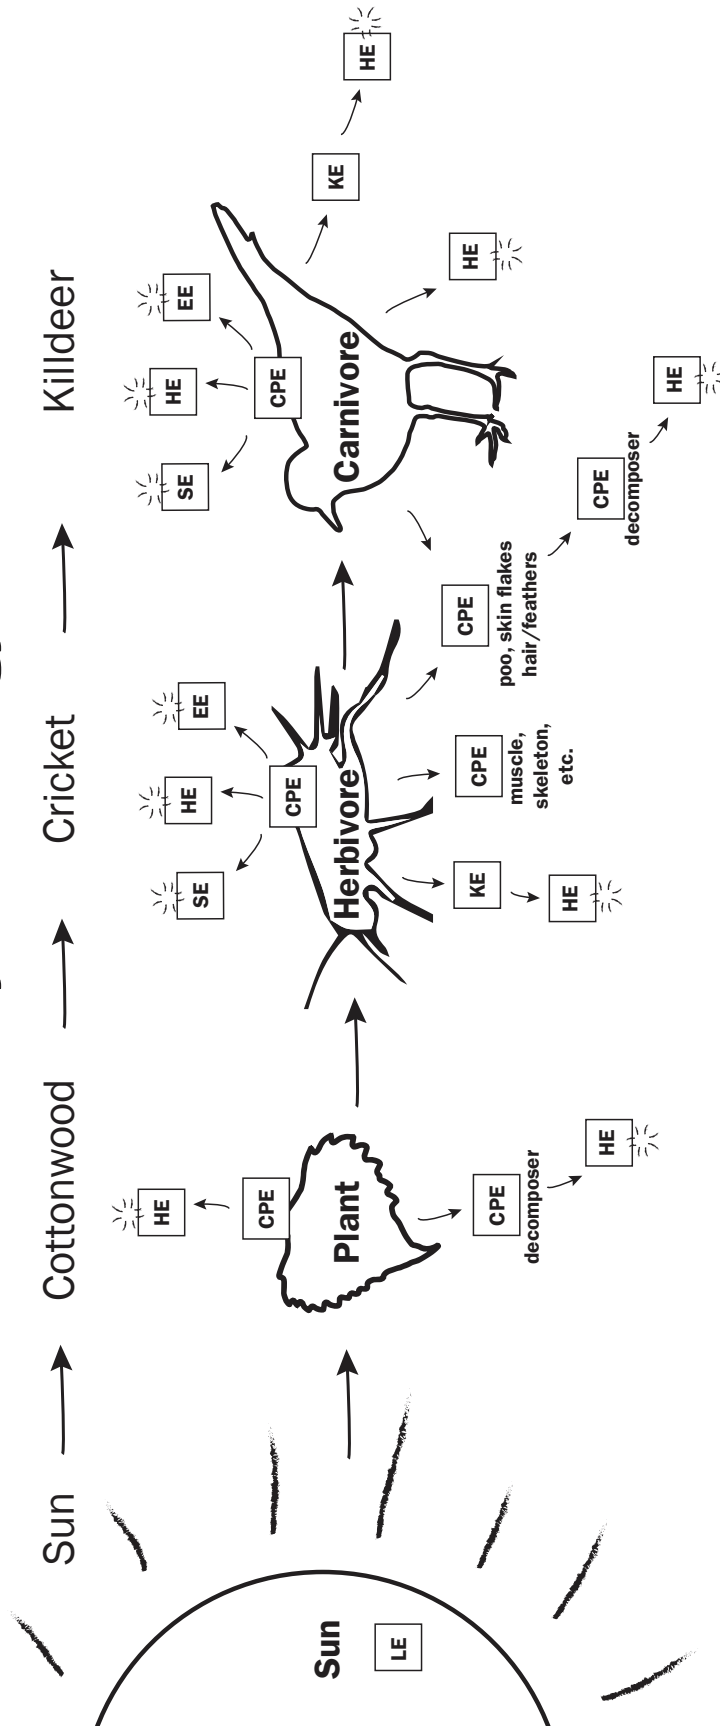 Sun
Cottonwood
Cricket
Killdeer
SE
HE
EE
SE
HE
EE
HE
CPE
CPE
CPE
Sun
LE
Plant
Herbivore
Carnivore
KE
HE
HE
CPE
decomposer
HE
KE
HE
CPE
muscle,
skeleton,
etc.
CPE
poo, skin flakes
hair/feathers
CPE
decomposer
HE